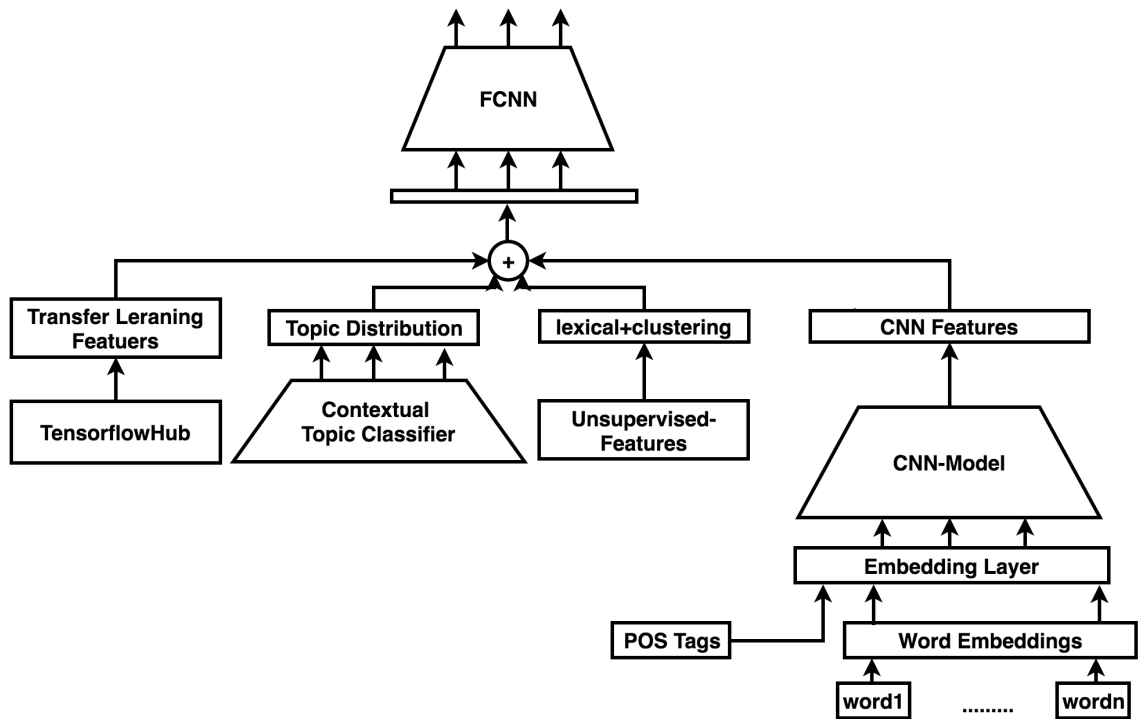 FCNN
+
Transfer Leraning
Featuers
Topic Distribution
lexical+clustering
CNN Features
TensorflowHub
Contextual
Topic Classifier
Unsupervised-
Features
CNN-Model
Embedding Layer
POS Tags
Word Embeddings
word1
.........
wordn